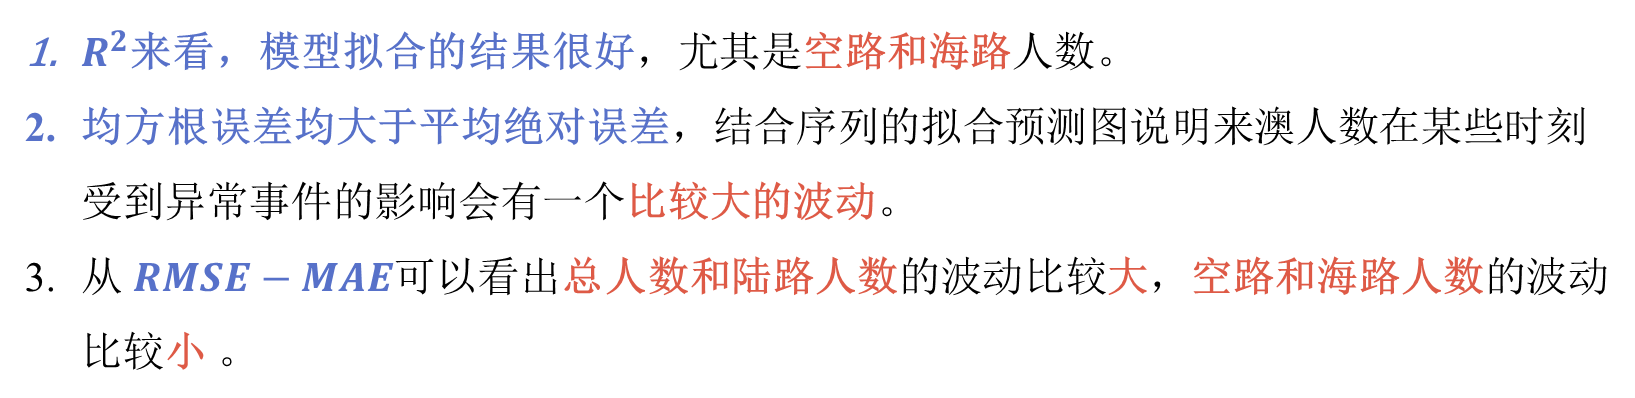 1. R²来看，模型拟合的结果很好，尤其是空路和海路人数。
2. 均方根误差均大于平均绝对误差，结合序列的拟合预测图说明来澳人数在某些时刻
受到异常事件的影响会有一个比较大的波动。
3. 从 RMSE − MAE可以看出总人数和陆路人数的波动比较大，空路和海路人数的波动
比较小 。